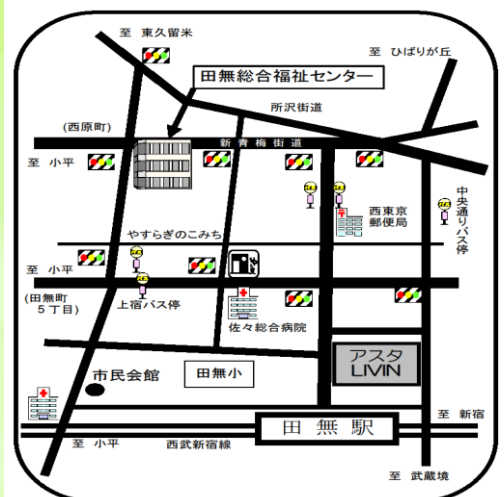 至 東久留米
至 ひばりが丘
田無総合福祉センター
所沢街道
(西原町)
新青梅街道
至 小平
西東京
郵便局
中央通りバス停
やすらぎのこみち
至 小平
(田無町
5丁目)
上宿バス停
佐々総合病院
アスタ
LIVIN
市民会館
田無小
田無駅
至 新宿
至 小平
西武新宿線
至 武蔵境